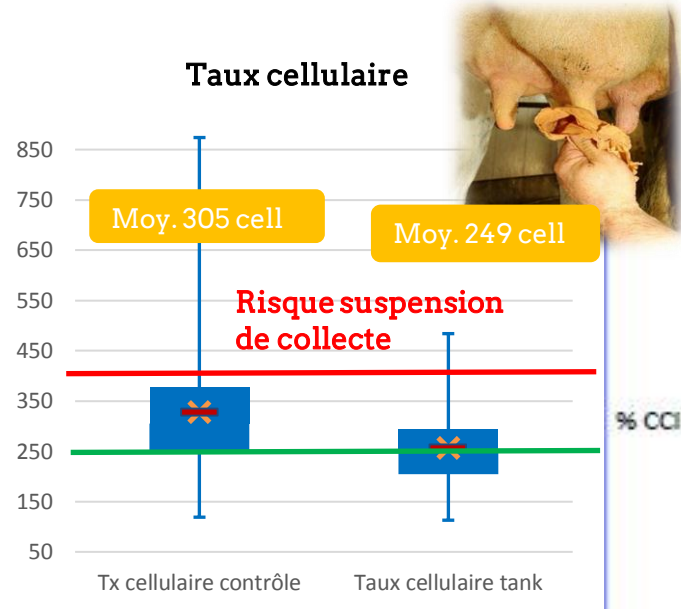 Taux cellulaire
850
750
650
550
450
350
250
150
50
Moy. 305 cell
Moy. 249 cell
Risque suspension
de collecte
Tx cellulaire contrôle
Taux cellulaire tank
% CCI